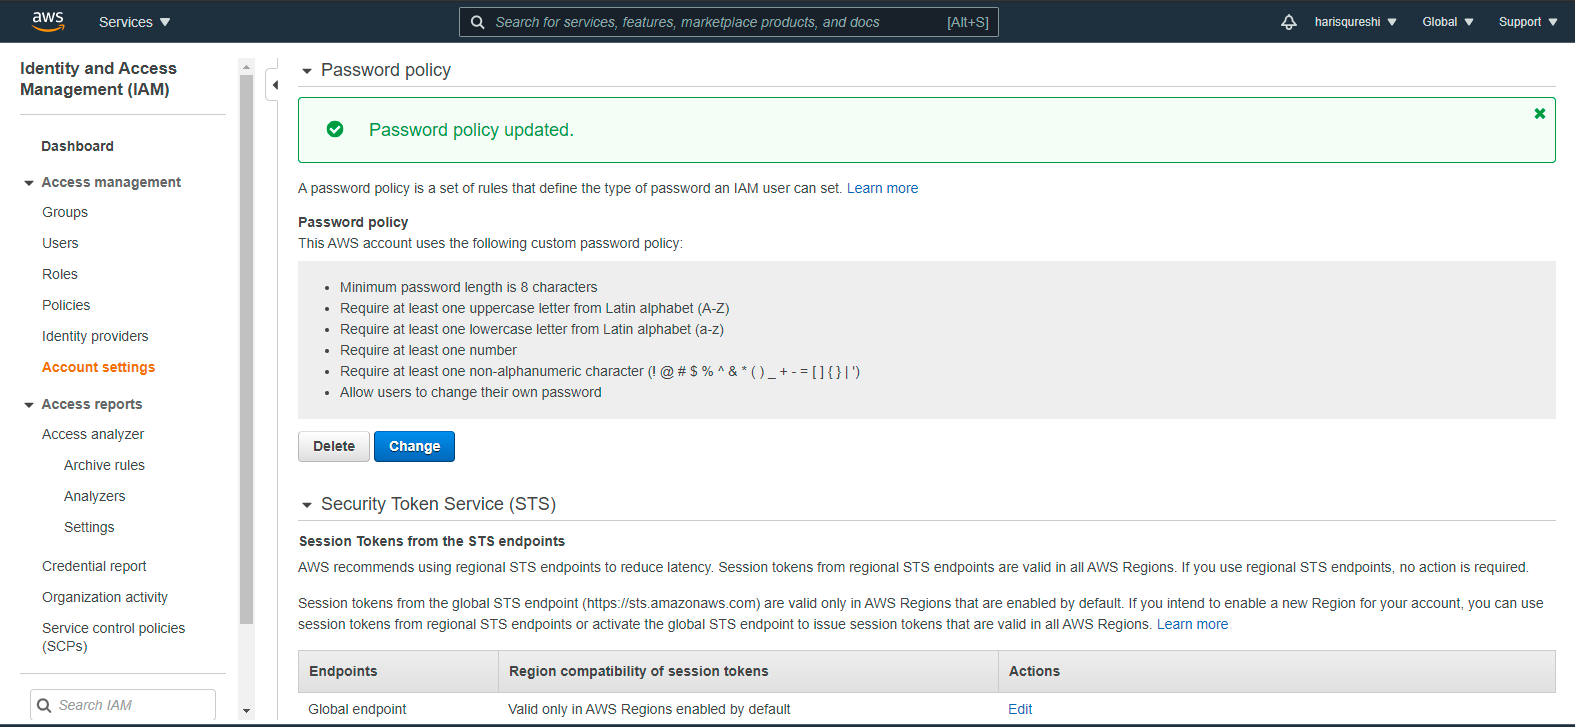 aws
Services
Search for services, features, marketplace products, and docs [Alt+S]
harisqureshi
Global
Support
Identity and Access
Management (IAM)
Dashboard
Access management
Groups
Users
Roles
Policies
Identity providers
Account settings
Access reports
Access analyzer
Archive rules
Analyzers
Settings
Credential report
Organization activity
Service control policies
(SCPs)
Search IAM
Password policy
Password policy updated.
A password policy is a set of rules that define the type of password an IAM user can set. Learn more
Password policy
This AWS account uses the following custom password policy:
• Minimum password length is 8 characters
• Require at least one uppercase letter from Latin alphabet (A-Z)
• Require at least one lowercase letter from Latin alphabet (a-z)
• Require at least one number
• Require at least one non-alphanumeric character (! @ # $ % ^ & * ( ) _ + - = [ ] { } | ')
• Allow users to change their own password
Delete
Change
Security Token Service (STS)
Session Tokens from the STS endpoints
AWS recommends using regional STS endpoints to reduce latency. Session tokens from regional STS endpoints are valid in all AWS Regions. If you use regional STS endpoints, no action is required.
Session tokens from the global STS endpoint (https://sts.amazonaws.com) are valid only in AWS Regions that are enabled by default. If you intend to enable a new Region for your account, you can use
session tokens from regional STS endpoints or activate the global STS endpoint to issue session tokens that are valid in all AWS Regions. Learn more
Endpoints Region compatibility of session tokens Actions
Global endpoint Valid only in AWS Regions enabled by default Edit